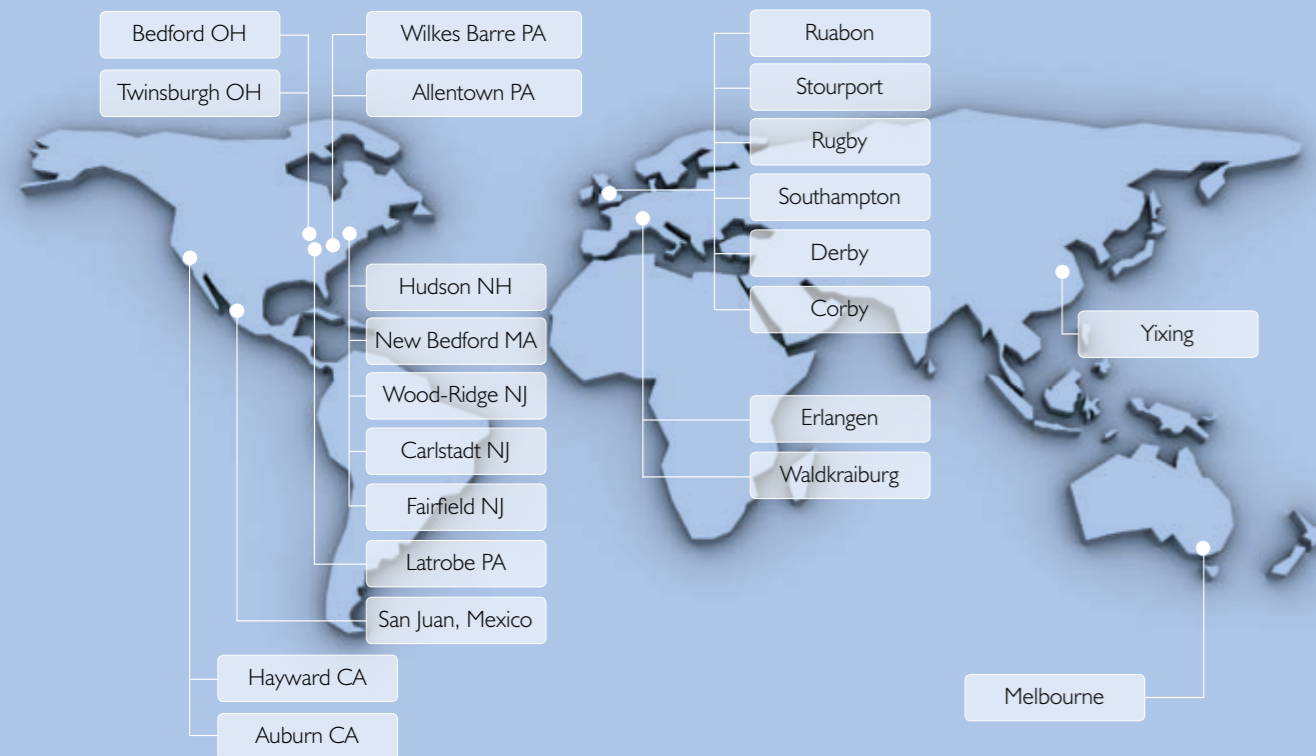 Bedford OH
Twinsburgh OH
Wilkes Barre PA
Allentown PA
Hudson NH
New Bedford MA
Wood-Ridge NJ
Carlstadt NJ
Fairfield NJ
Latrobe PA
San Juan, Mexico
Hayward CA
Auburn CA
Ruabon
Stourport
Rugby
Southampton
Derby
Corby
Erlangen
Waldkraiburg
Yixing
Melbourne